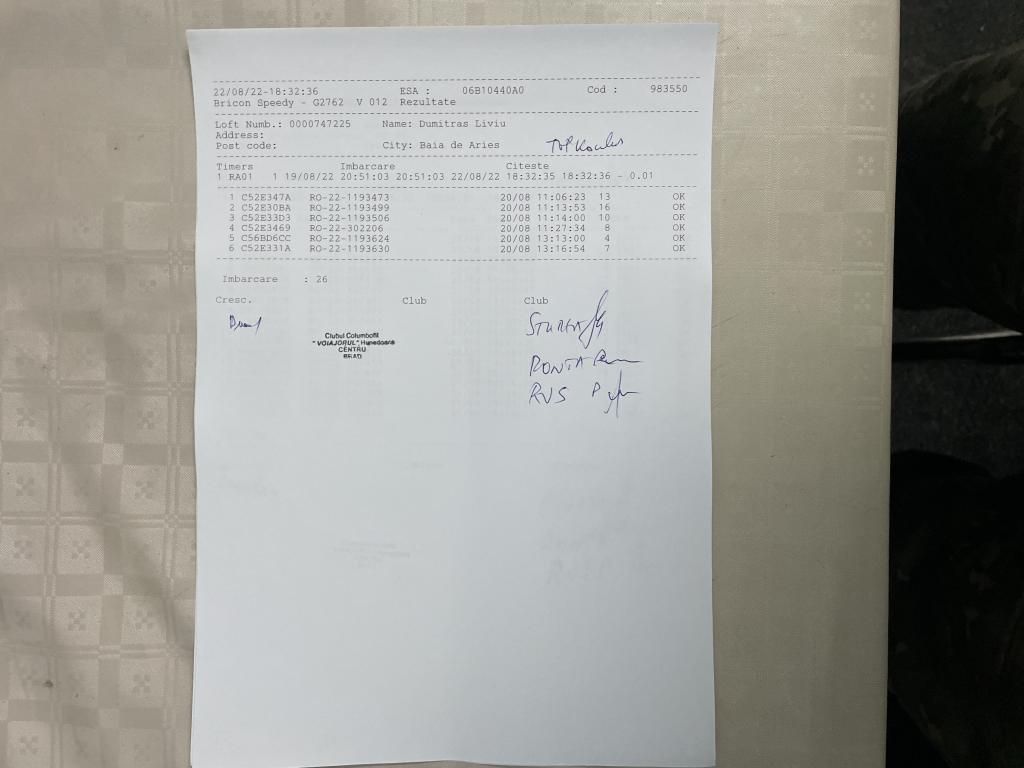 22/08/22-18:32:36 ESA : 06B10440A0 Cod : 983550
Bricon Speedy - G2762 V 012 Rezultate
Loft Numb.: 0000747225 Name: Dumitras Liviu
Address:
Post code: City: Baia de Aries
Timers Imbarcare Citeste
1 RA01 1 19/08/22 20:51:03 20:51:03 22/08/22 18:32:35 18:32:36 - 0.01
1 C52E347A RO-22-1193473 20/08 11:06:23 13 OK
2 C52E30BA RO-22-1193499 20/08 11:13:53 16 OK
3 C52E33D3 RO-22-1193506 20/08 11:14:00 10 OK
4 C52E3469 RO-22-302206 20/08 11:27:34 8 OK
5 C56BD6CC RO-22-1193624 20/08 13:13:00 4 OK
6 C52E331A RO-22-1193630 20/08 13:16:54 7 OK
Imbarcare : 26
Cresc. Club Club
Clubul Columbofil
"VOIAJORUL" Hunedoara
CENTRU
BRAD
RUS